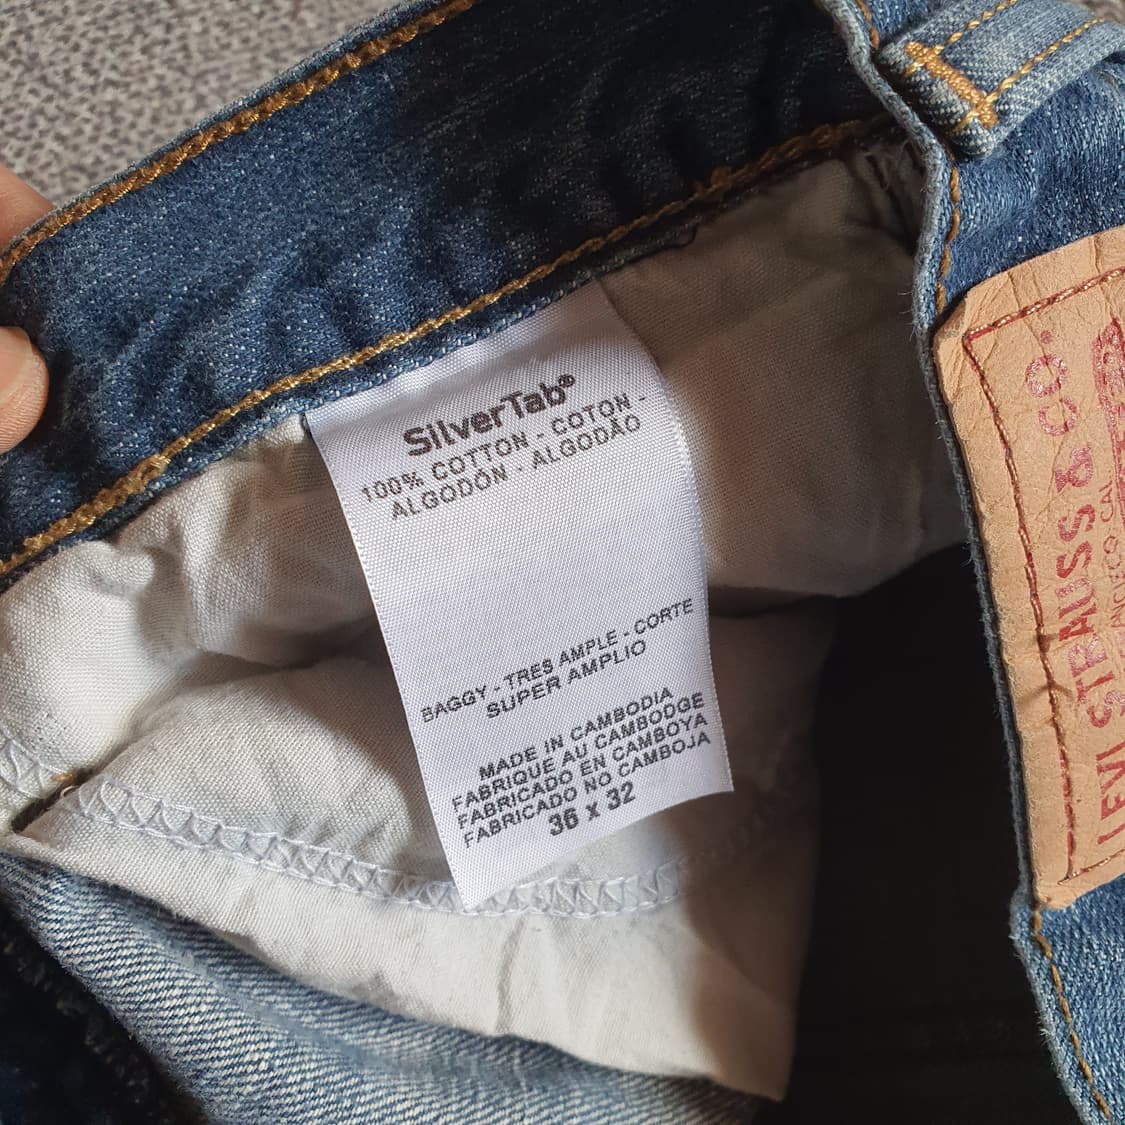 SilverTab®
100% COTTON - COTON -
ALGODÓN - ALGODÃO
BAGGY - TRES AMPLE - CORTE
SUPER AMPLIO
MADE IN CAMBODIA
FABRIQUE AU CAMBODGE
FABRICADO EN CAMBOYA
FABRICADO NO CAMBOJA
36 x 32
LEVI STRAUSS & CO.